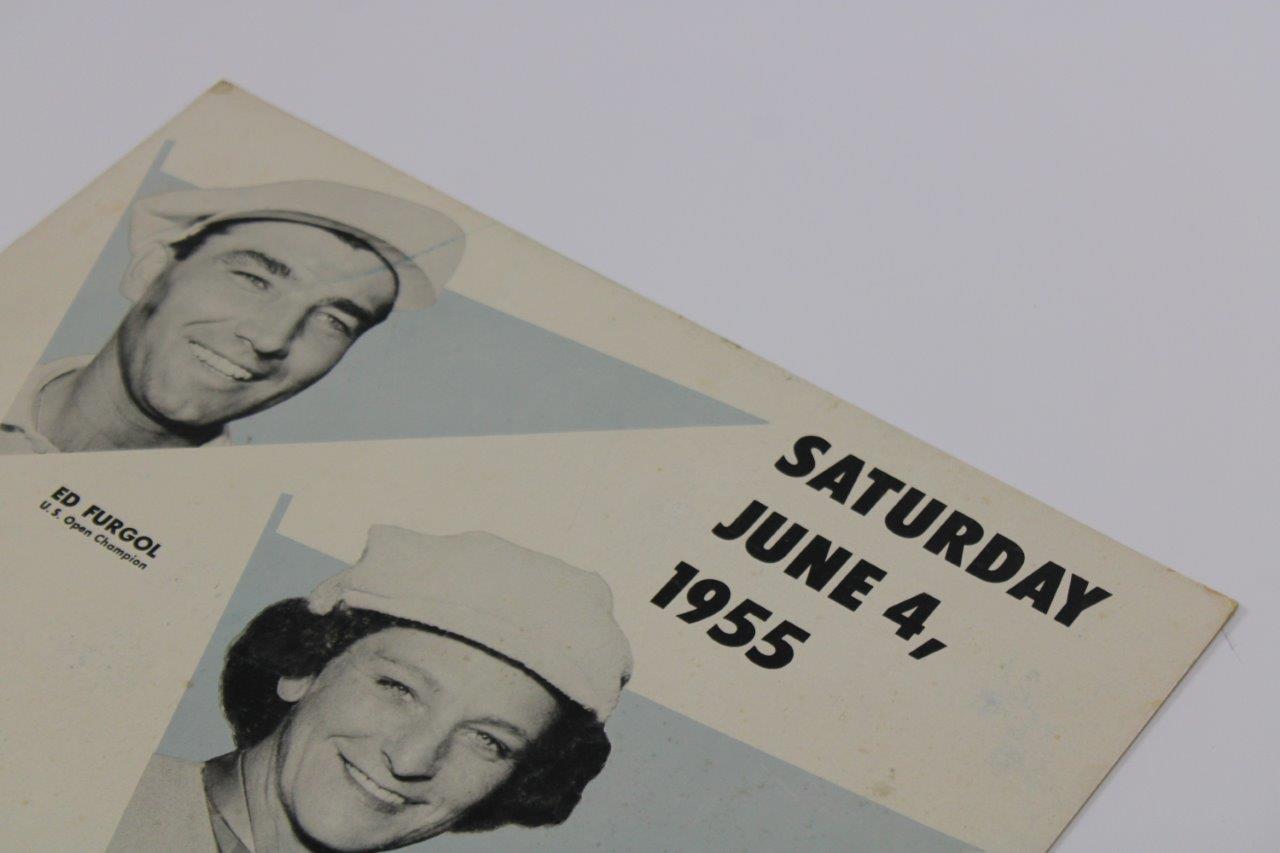 SATURDAY
JUNE 4,
1955
ED FURGOL
U. S. Open Champion